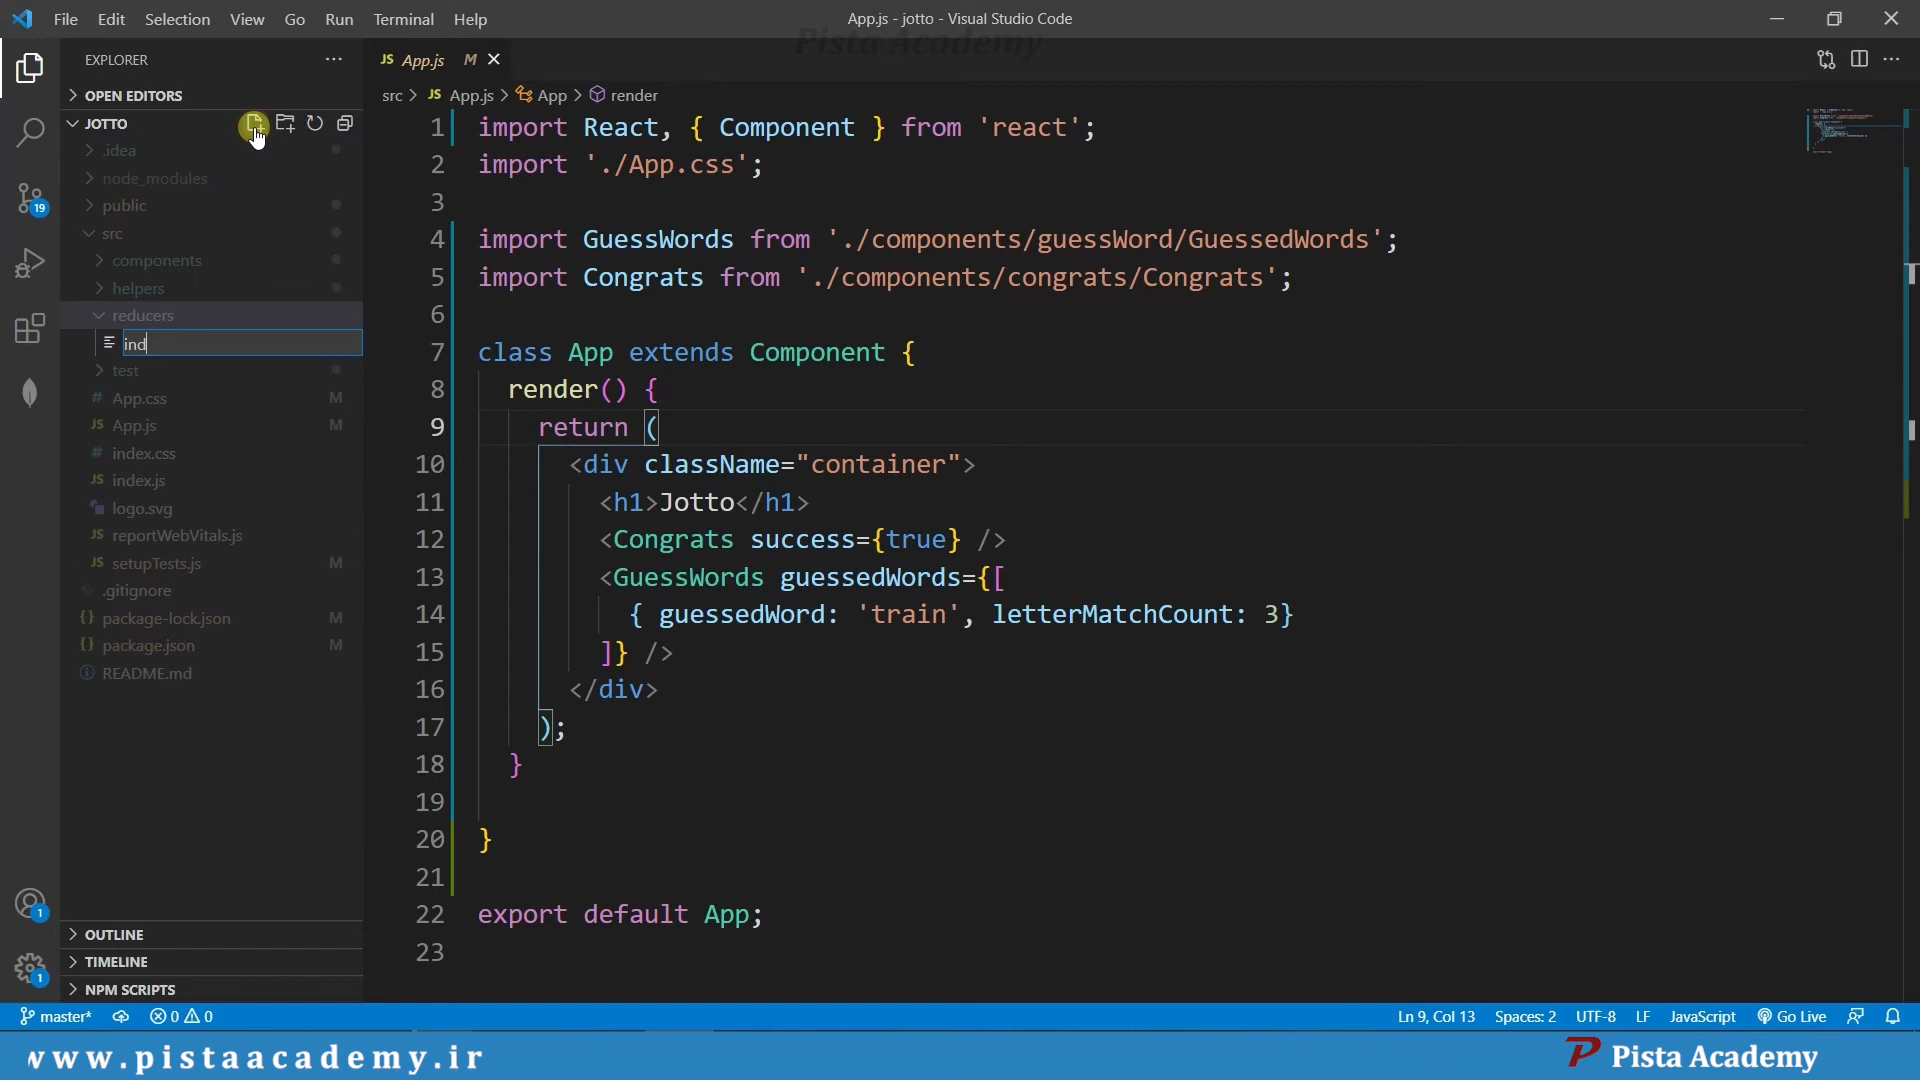 File Edit Selection View Go Run Terminal Help
App.js - jotto - Visual Studio Code
Pista Academy
EXPLORER
OPEN EDITORS
JOTTO
.idea
node_modules
public
src
components
helpers
reducers
ind
test
App.css M
App.js M
index.css
index.js
logo.svg
reportWebVitals.js
setupTests.js M
.gitignore
package-lock.json M
package.json M
README.md
OUTLINE
TIMELINE
NPM SCRIPTS
19
1
1
JS App.js M
src > JS App.js > App > render
1 import React, { Component } from 'react';
2 import './App.css';
3
4 import GuessWords from './components/guessWord/GuessedWords';
5 import Congrats from './components/congrats/Congrats';
6
7 class App extends Component {
8 render() {
9 return (
10 <div className="container">
11 <h1>Jotto</h1>
12 <Congrats success={true} />
13 <GuessWords guessedWords={[
14 { guessedWord: 'train', letterMatchCount: 3}
15 ]} />
16 </div>
17 );
18 }
19
20 }
21
22 export default App;
23
master* 0 0 Ln 9, Col 13 Spaces: 2 UTF-8 LF JavaScript Go Live
www.pistaacademy.ir
Pista Academy